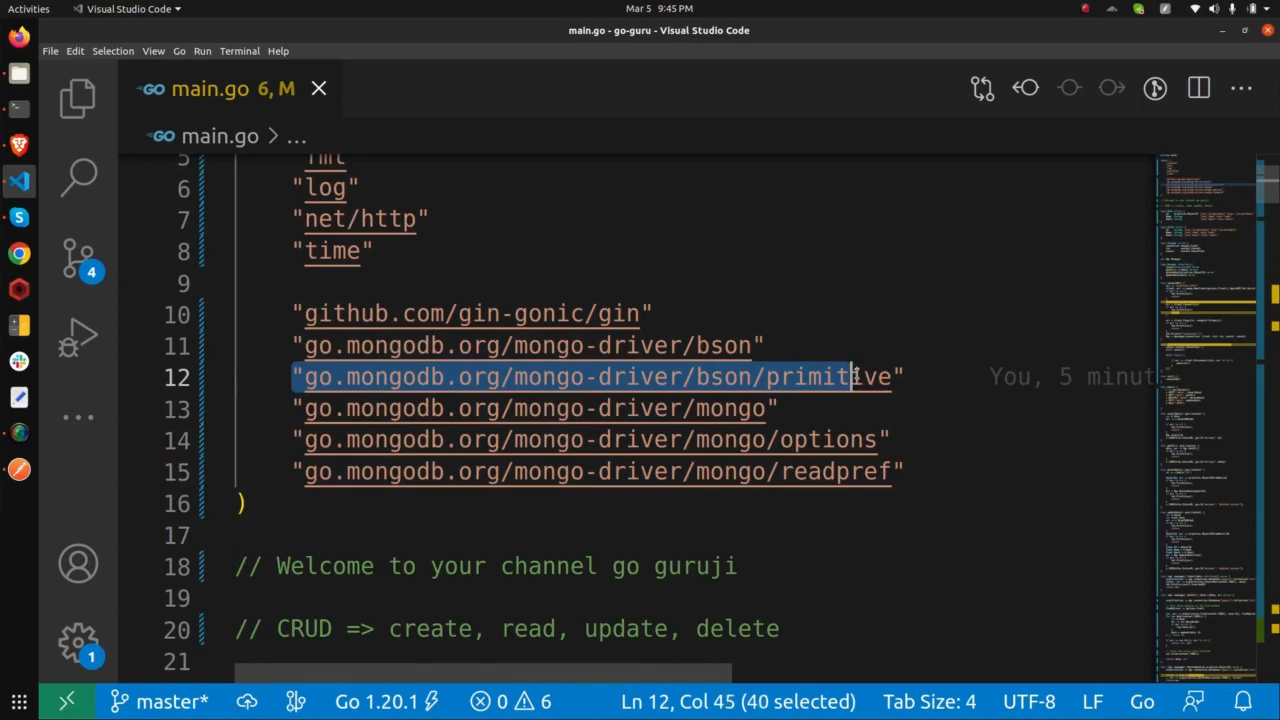 Activities
Visual Studio Code
Mar 5 9:45 PM
main.go - go-guru - Visual Studio Code
File Edit Selection View Go Run Terminal Help
GO main.go 6, M
GO main.go > ...
5 "fmt"
6 "log"
7 "net/http"
8 "time"
9
10 "github.com/gin-gonic/gin"
11 "go.mongodb.org/mongo-driver/bson"
12 "go.mongodb.org/mongo-driver/bson/primitive" You, 5 minut
13 "go.mongodb.org/mongo-driver/mongo"
14 "go.mongodb.org/mongo-driver/mongo/options"
15 "go.mongodb.org/mongo-driver/mongo/readpref"
16 )
17
18 // Welcome to your channel go guruji
19
20 // CRUD => create, read, update, delete
21
4
1
master* Go 1.20.1 0 6 Ln 12, Col 45 (40 selected) Tab Size: 4 UTF-8 LF Go